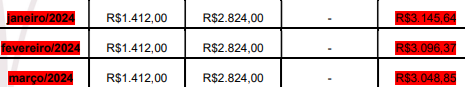 janeiro/2024 R$1.412,00 R$2.824,00 - R$3.145,64
fevereiro/2024 R$1.412,00 R$2.824,00 - R$3.096,37
março/2024 R$1.412,00 R$2.824,00 - R$3.048,85